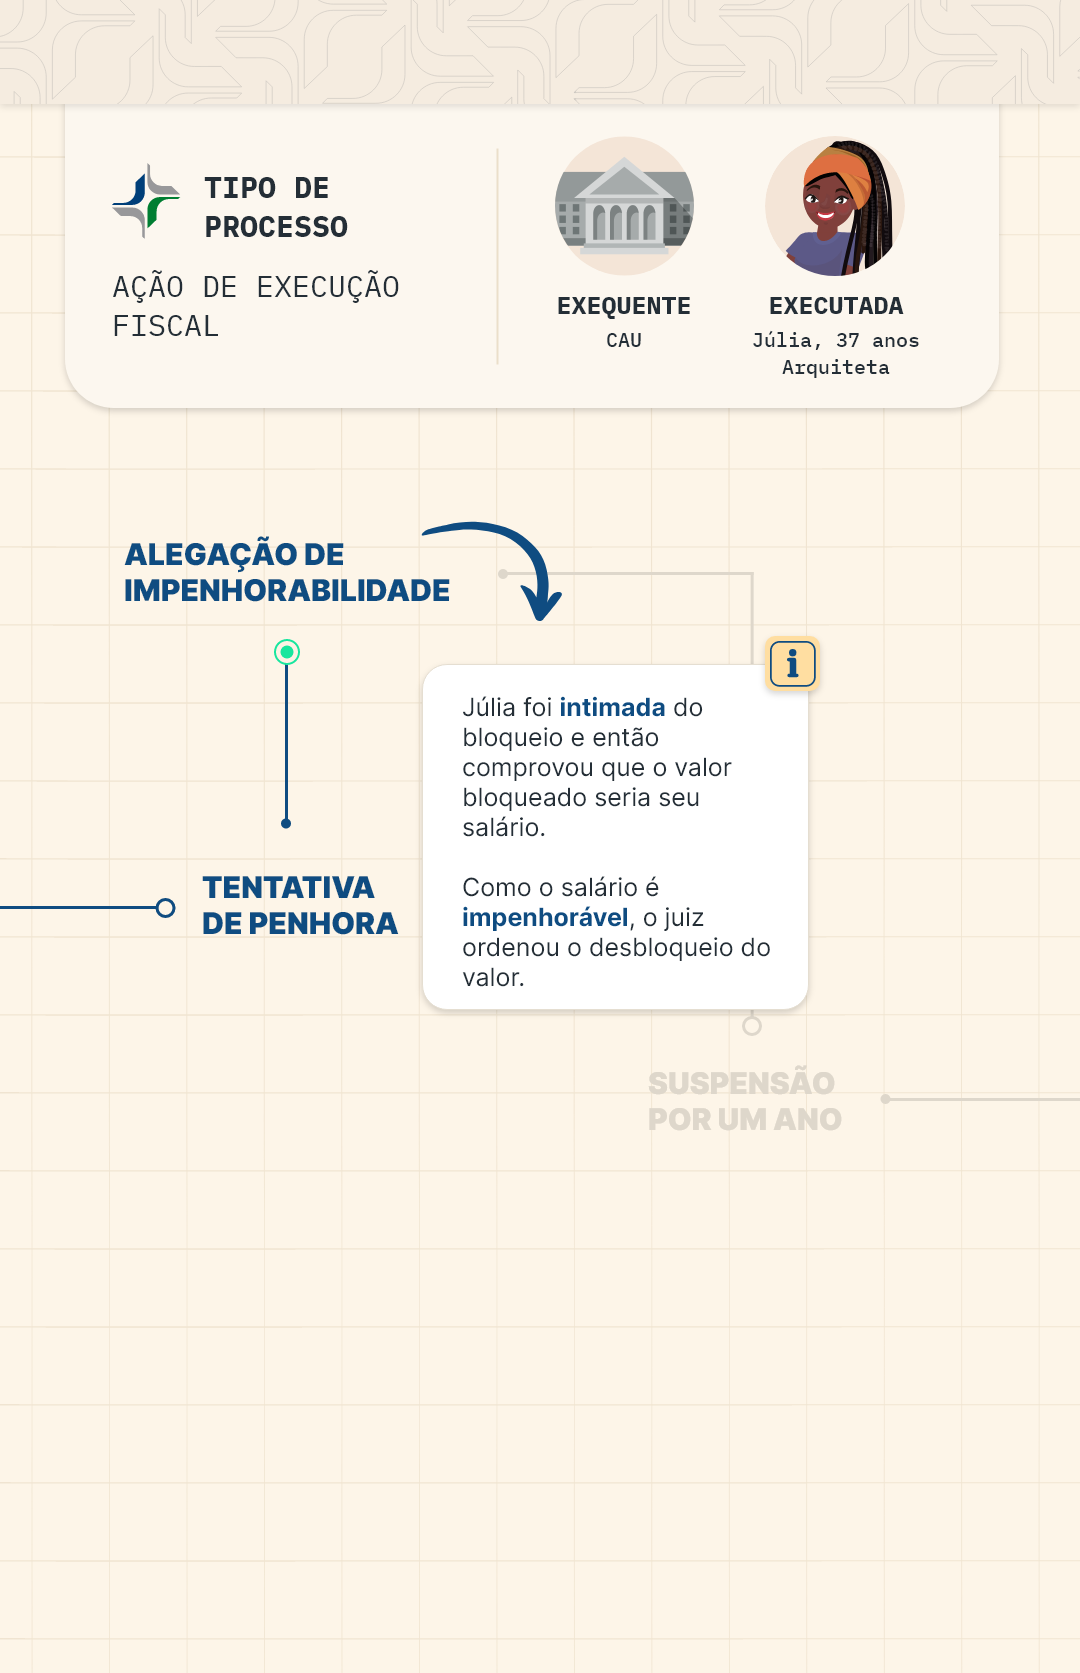 TIPO DE
PROCESSO
AÇÃO DE EXECUÇÃO
FISCAL
EXEQUENTE
CAU
EXECUTADA
Júlia, 37 anos
Arquiteta
ALEGAÇÃO DE
IMPENHORABILIDADE
Júlia foi intimada do
bloqueio e então
comprovou que o valor
bloqueado seria seu
salário.
Como o salário é
impenhorável, o juiz
ordenou o desbloqueio do
valor.
TENTATIVA
DE PENHORA
SUSPENSÃO
POR UM ANO